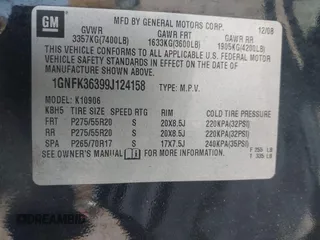 GM
MFD BY GENERAL MOTORS CORP. 12/08
GVWR GAWR FRT GAWR RR
3357KG(7400LB) 1633KG(3600LB) 1905KG(4200LB)
THIS VEHICLE CONFORMS TO ALL APPLICABLE U.S. FEDERAL MOTOR
VEHICLE SAFETY STANDARDS IN EFFECT ON THE DATE OF
MANUFACTURE SHOWN ABOVE.
1GNFK36399J124158 TYPE: M.P.V.
MODEL: K10906
TIRE SIZE SPEED RTG RIM COLD TIRE PRESSURE
FRT P275/55R20 S 20X8.5J 220KPA(32PSI)
RR P275/55R20 S 20X8.5J 220KPA(32PSI)
SPA P265/70R17 S 17X7.5J 240KPA(35PSI)
SEE OWNER'S MANUAL FOR ADDITIONAL INFORMATION.